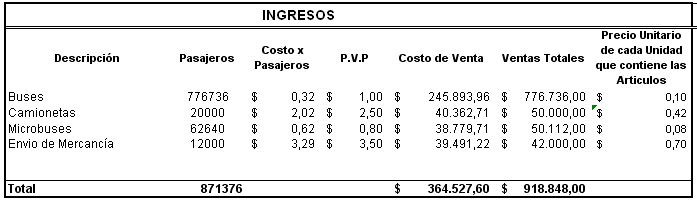 INGRESOS
Descripción Pasajeros Costo x Pasajeros P.V.P Costo de Venta Ventas Totales Precio Unitario de cada Unidad que contiene las Articulos
Buses 776736 $ 0,32 $ 1,00 $ 245.893,96 $ 776.736,00 $ 0,10
Camionetas 20000 $ 2,02 $ 2,50 $ 40.362,71 $ 50.000,00 $ 0,42
Microbuses 62640 $ 0,62 $ 0,80 $ 38.779,71 $ 50.112,00 $ 0,08
Envio de Mercancía 12000 $ 3,29 $ 3,50 $ 39.491,22 $ 42.000,00 $ 0,70
Total 871376 $ 364.527,60 $ 918.848,00